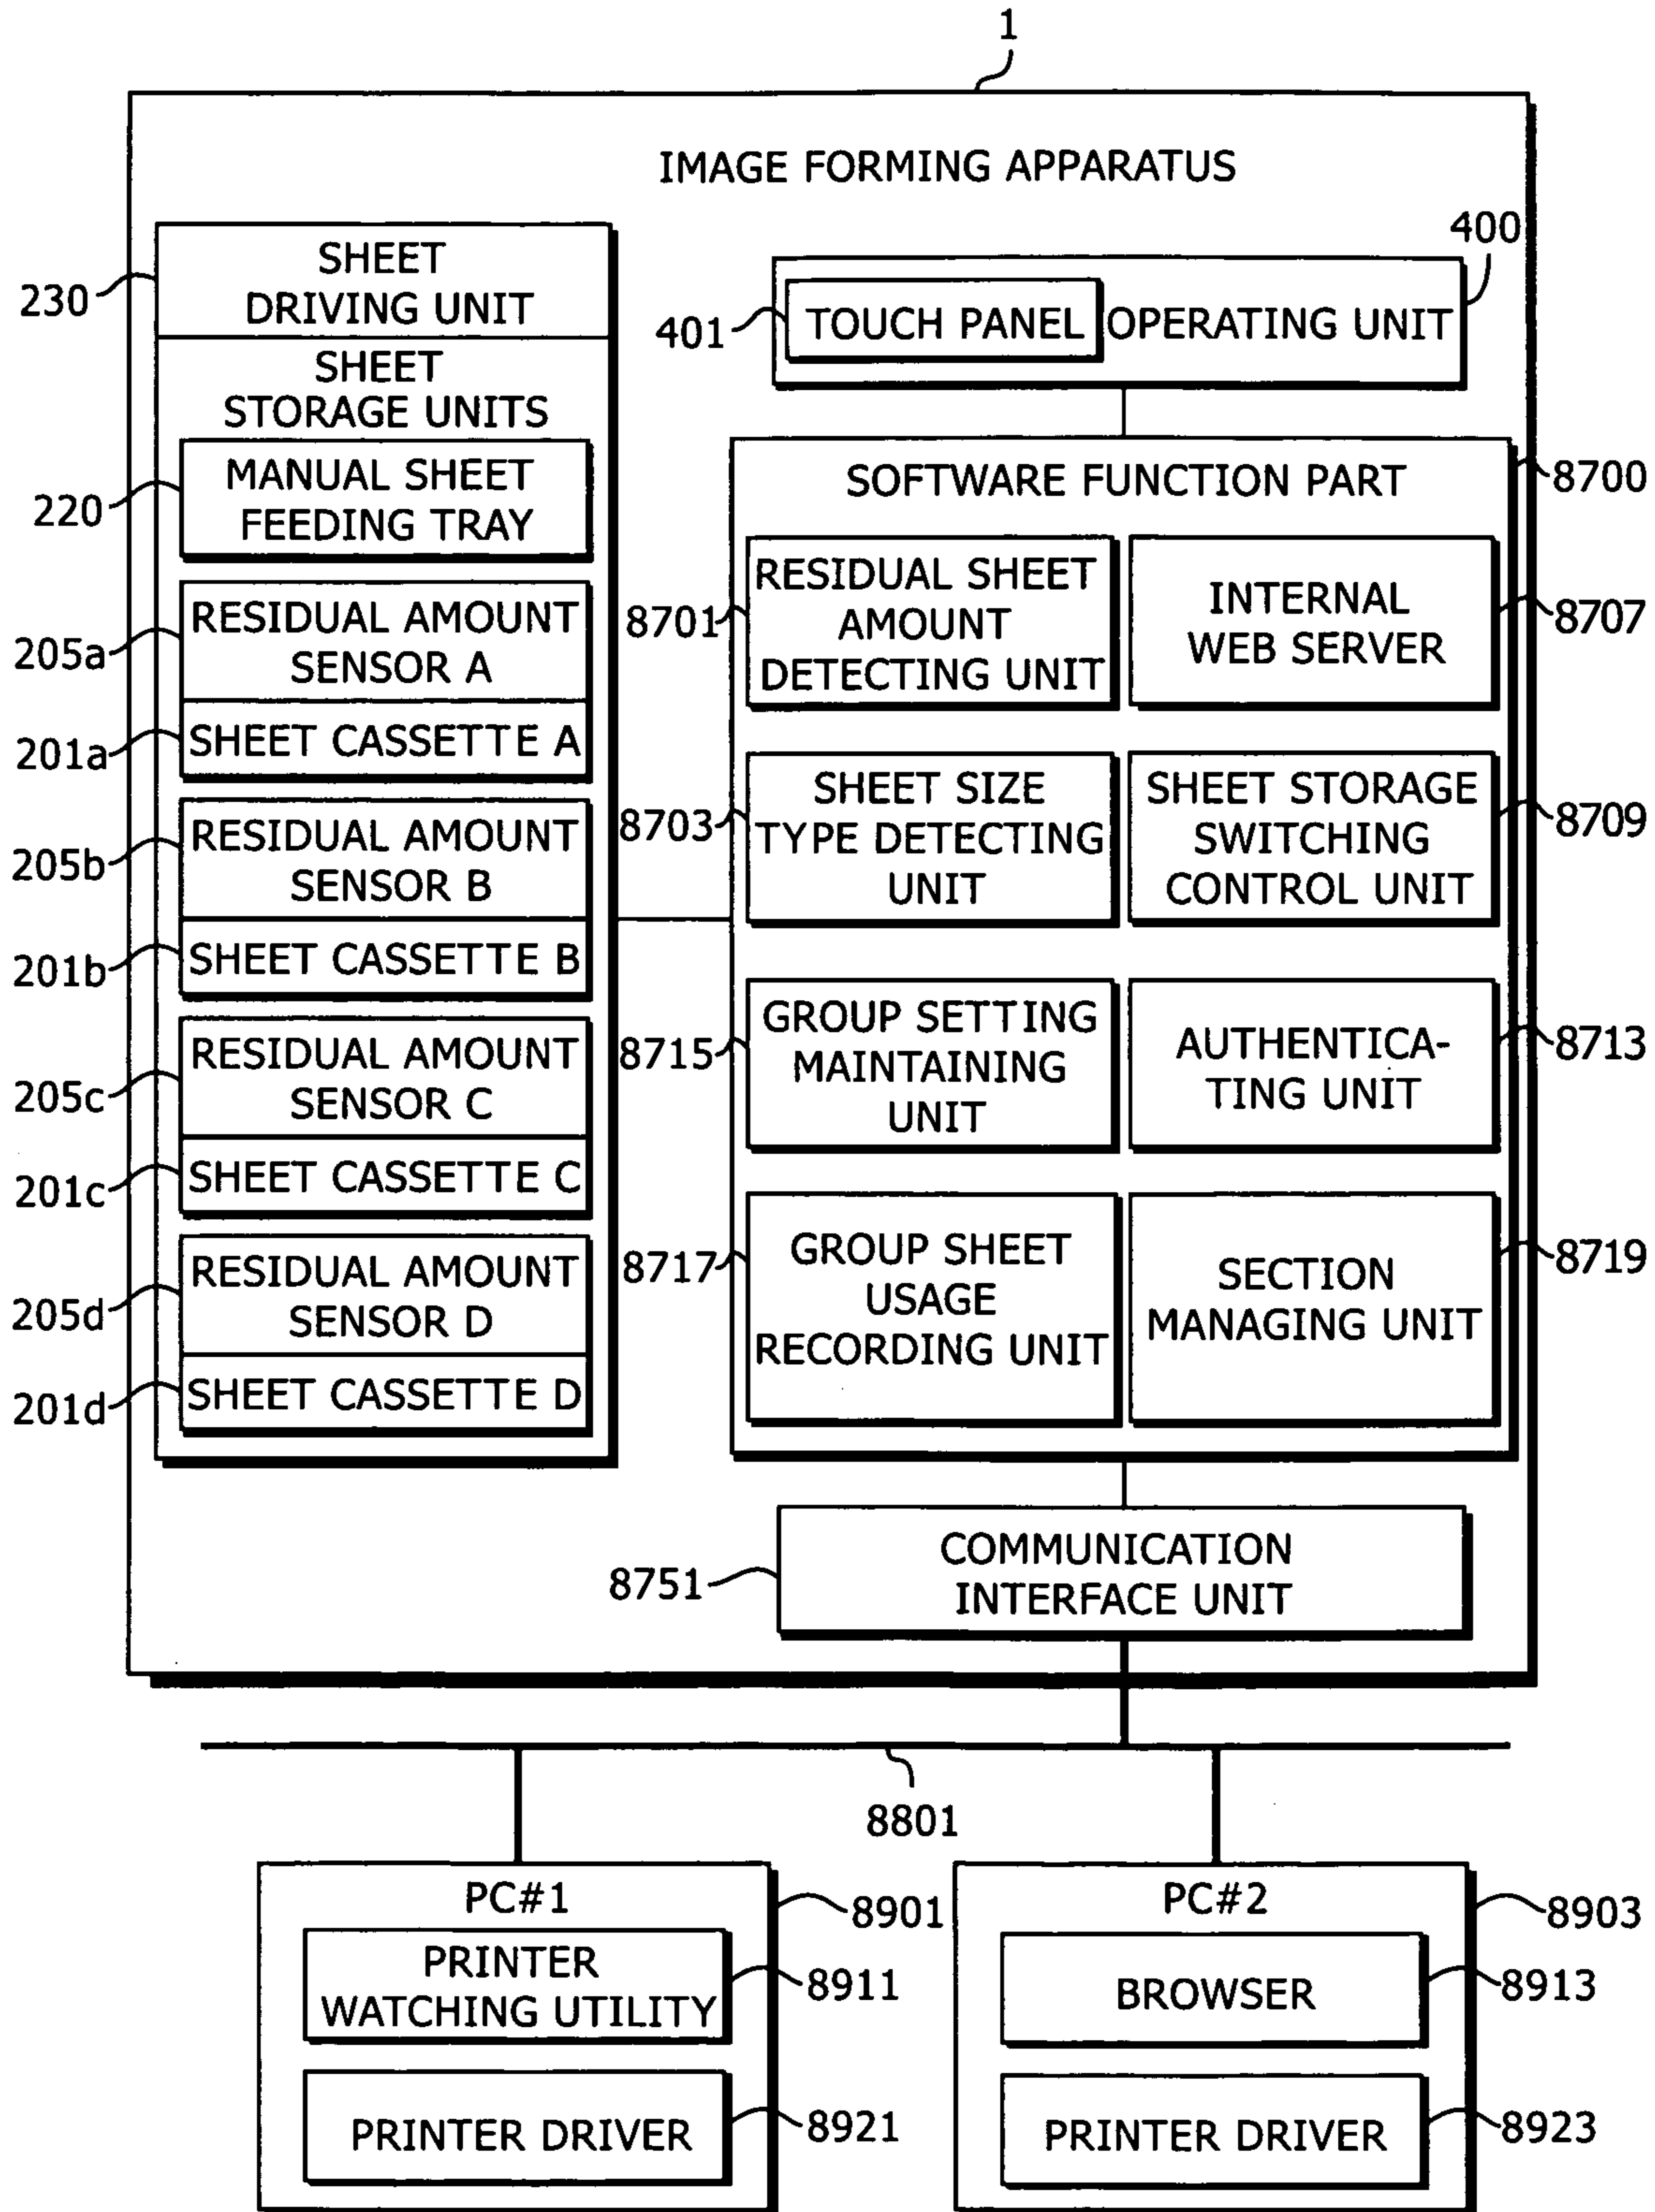 1
IMAGE FORMING APPARATUS
230
SHEET
DRIVING UNIT
SHEET
STORAGE UNITS
220
MANUAL SHEET
FEEDING TRAY
205a
RESIDUAL AMOUNT
SENSOR A
201a
SHEET CASSETTE A
205b
RESIDUAL AMOUNT
SENSOR B
201b
SHEET CASSETTE B
205c
RESIDUAL AMOUNT
SENSOR C
201c
SHEET CASSETTE C
205d
RESIDUAL AMOUNT
SENSOR D
201d
SHEET CASSETTE D
400
401
TOUCH PANEL
OPERATING UNIT
SOFTWARE FUNCTION PART
8700
8701
RESIDUAL SHEET
AMOUNT
DETECTING UNIT
INTERNAL
WEB SERVER
8707
8703
SHEET SIZE
TYPE DETECTING
UNIT
SHEET STORAGE
SWITCHING
CONTROL UNIT
8709
8715
GROUP SETTING
MAINTAINING
UNIT
AUTHENTICA-
TING UNIT
8713
8717
GROUP SHEET
USAGE
RECORDING UNIT
SECTION
MANAGING UNIT
8719
8751
COMMUNICATION
INTERFACE UNIT
8801
PC#1
8901
PRINTER
WATCHING UTILITY
8911
PRINTER DRIVER
8921
PC#2
8903
BROWSER
8913
PRINTER DRIVER
8923